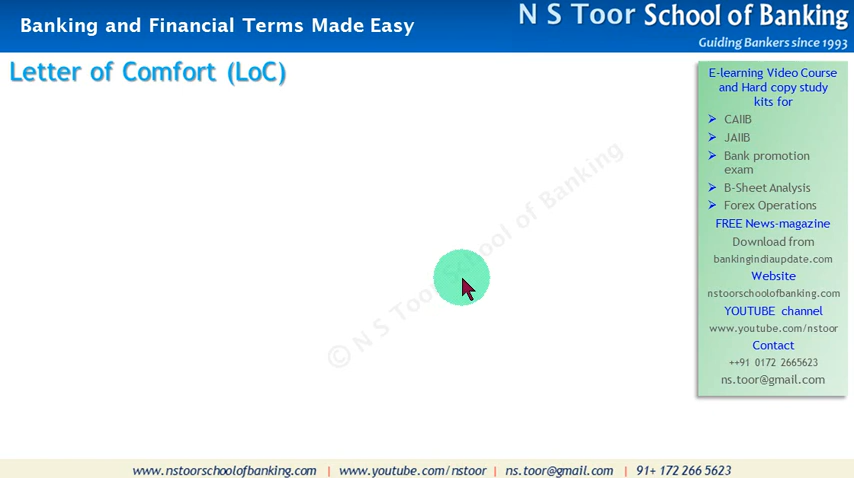 Banking and Financial Terms Made Easy
N S Toor School of Banking
Guiding Bankers since 1993
Letter of Comfort (LoC)
E-learning Video Course
and Hard copy study
kits for
CAIIB
JAIIB
Bank promotion
exam
B-Sheet Analysis
Forex Operations
FREE News-magazine
Download from
bankingindiaupdate.com
Website
nstoorschoolofbanking.com
YOUTUBE channel
www.youtube.com/nstoor
Contact
++91 0172 2665623
ns.toor@gmail.com
© N S Toor School of Banking
www.nstoorschoolofbanking.com | www.youtube.com/nstoor | ns.toor@gmail.com | 91+ 172 266 5623